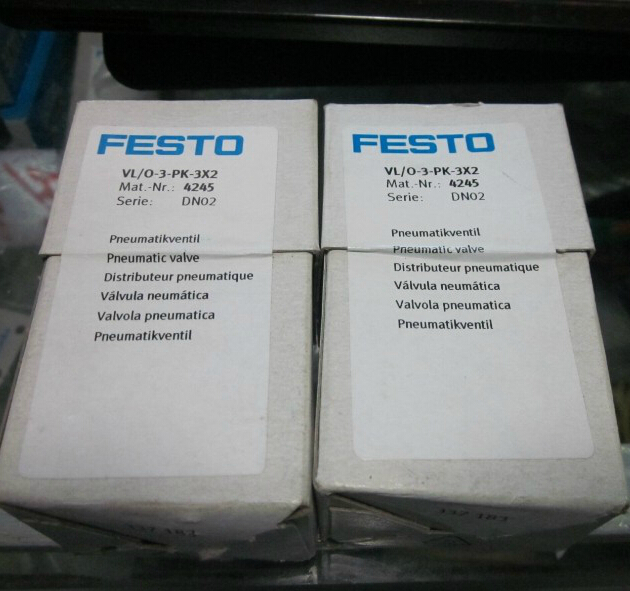 FESTO
VL/O-3-PK-3X2
Mat.-Nr.: 4245
Serie: DN02
Pneumatikventil
Pneumatic valve
Distributeur pneumatique
Válvula neumática
Valvola pneumatica
Pneumatikventil
FESTO
VL/O-3-PK-3X2
Mat.-Nr.: 4245
Serie: DN02
Pneumatikventil
Pneumatic valve
Distributeur pneumatique
Válvula neumática
Valvola pneumatica
Pneumatikventil